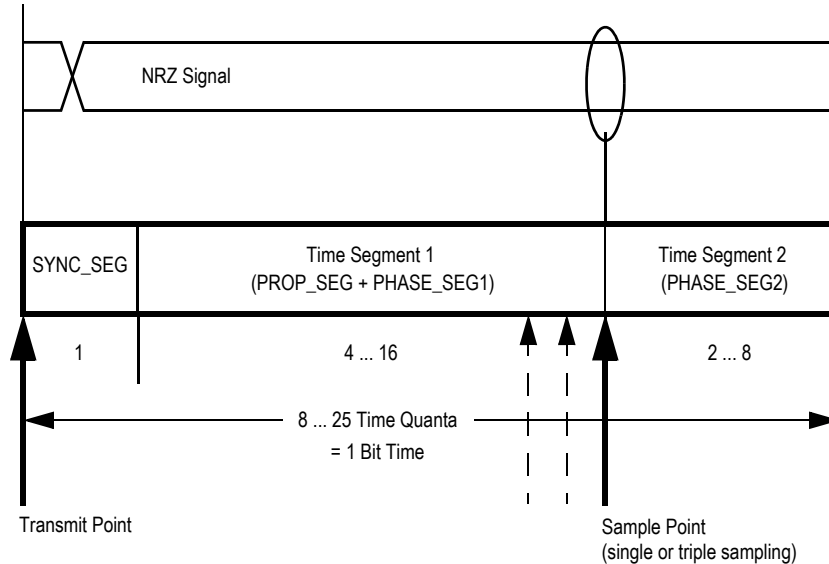 NRZ Signal
SYNC_SEG
Time Segment 1
(PROP_SEG + PHASE_SEG1)
Time Segment 2
(PHASE_SEG2)
1
4 ... 16
2 ... 8
8 ... 25 Time Quanta
= 1 Bit Time
Transmit Point
Sample Point
(single or triple sampling)